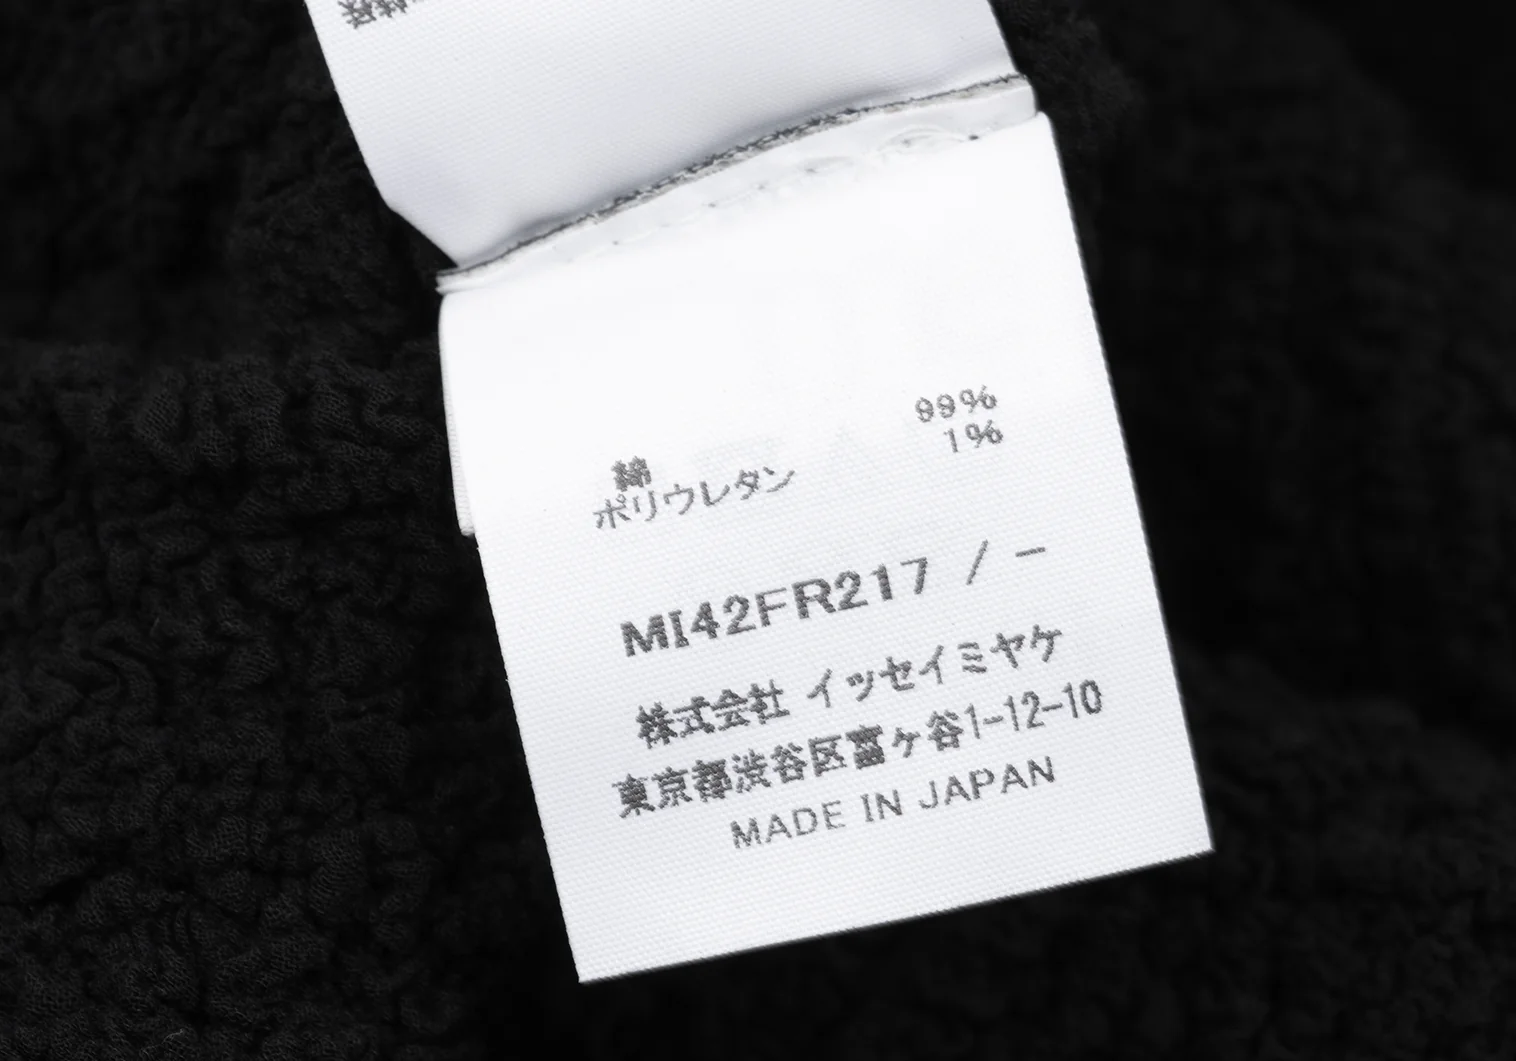 綿 99%
ポリウレタン 1%
MI42FR217 / -
株式会社 イッセイミヤケ
東京都渋谷区富ヶ谷1-12-10
MADE IN JAPAN